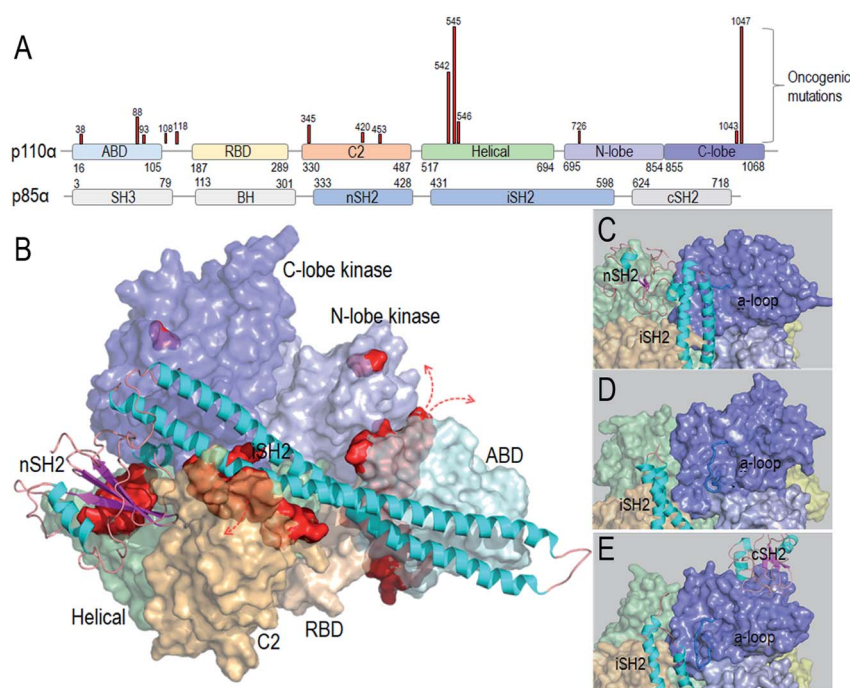 A
545
1047
542
Oncogenic
mutations
88
118
38
93
108
345
420
453
546
726
1043
p110α
ABD
RBD
C2
Helical
N-lobe
C-lobe
16
105
187
289
330
487
517
694
695
854
855
1068
3
79
113
301
333
428
431
598
624
718
p85α
SH3
BH
nSH2
iSH2
cSH2
B
C-lobe kinase
N-lobe kinase
nSH2
iSH2
ABD
Helical
C2
RBD
C
nSH2
a-loop
iSH2
D
a-loop
iSH2
E
cSH2
a-loop
iSH2